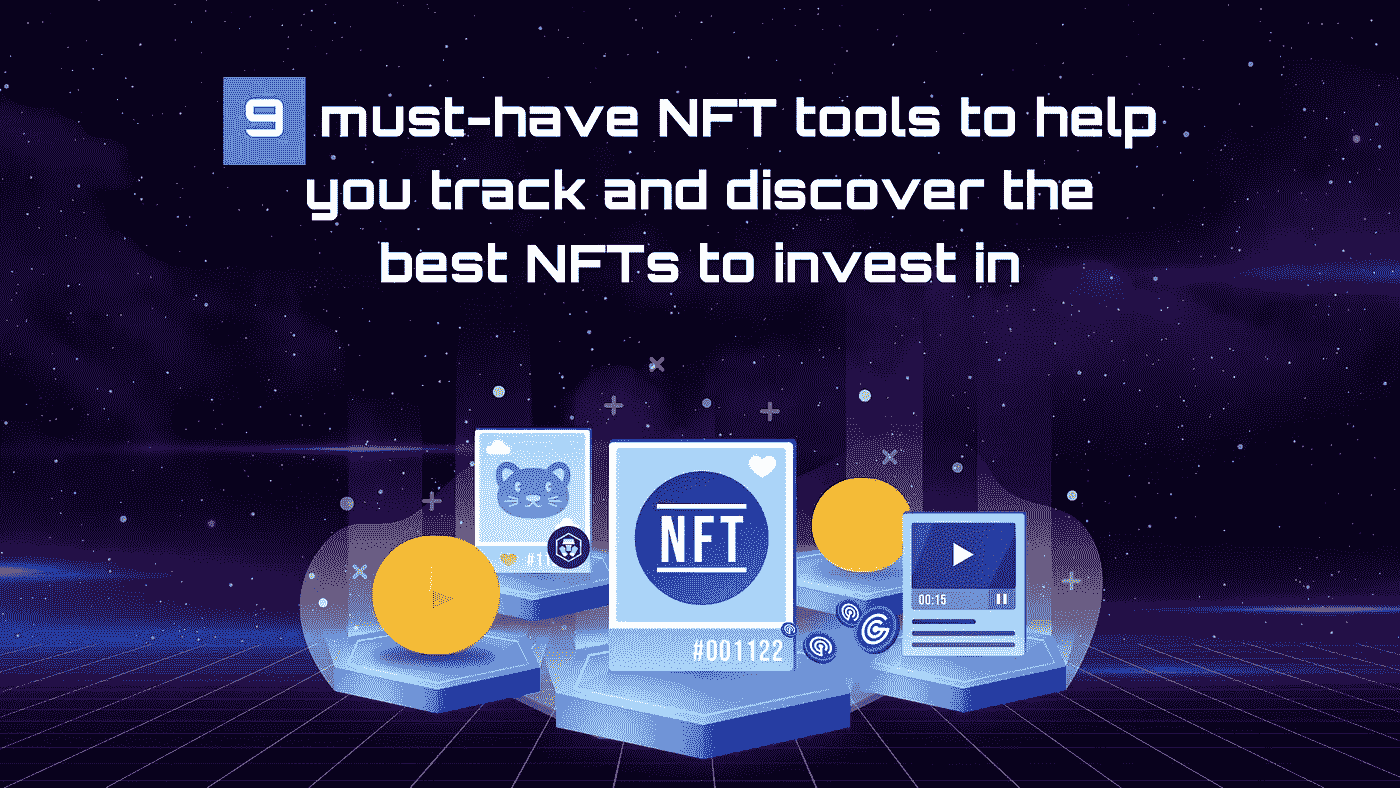 9 must-have NFT tools to help
you track and discover the
best NFTs to invest in
NFT
#001122
00:15